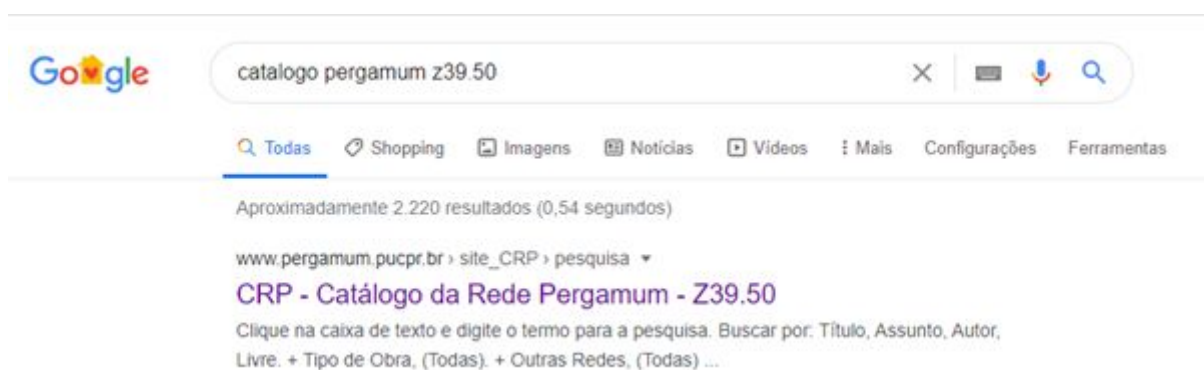 Google
catalogo pergamum z39.50
Todas Shopping Imagens Notícias Vídeos Mais Configurações Ferramentas
Aproximadamente 2.220 resultados (0,54 segundos)
www.pergamum.pucpr.br › site_CRP › pesquisa
CRP - Catálogo da Rede Pergamum - Z39.50
Clique na caixa de texto e digite o termo para a pesquisa. Buscar por: Título, Assunto, Autor,
Livre. + Tipo de Obra, (Todas). + Outras Redes, (Todas) ...